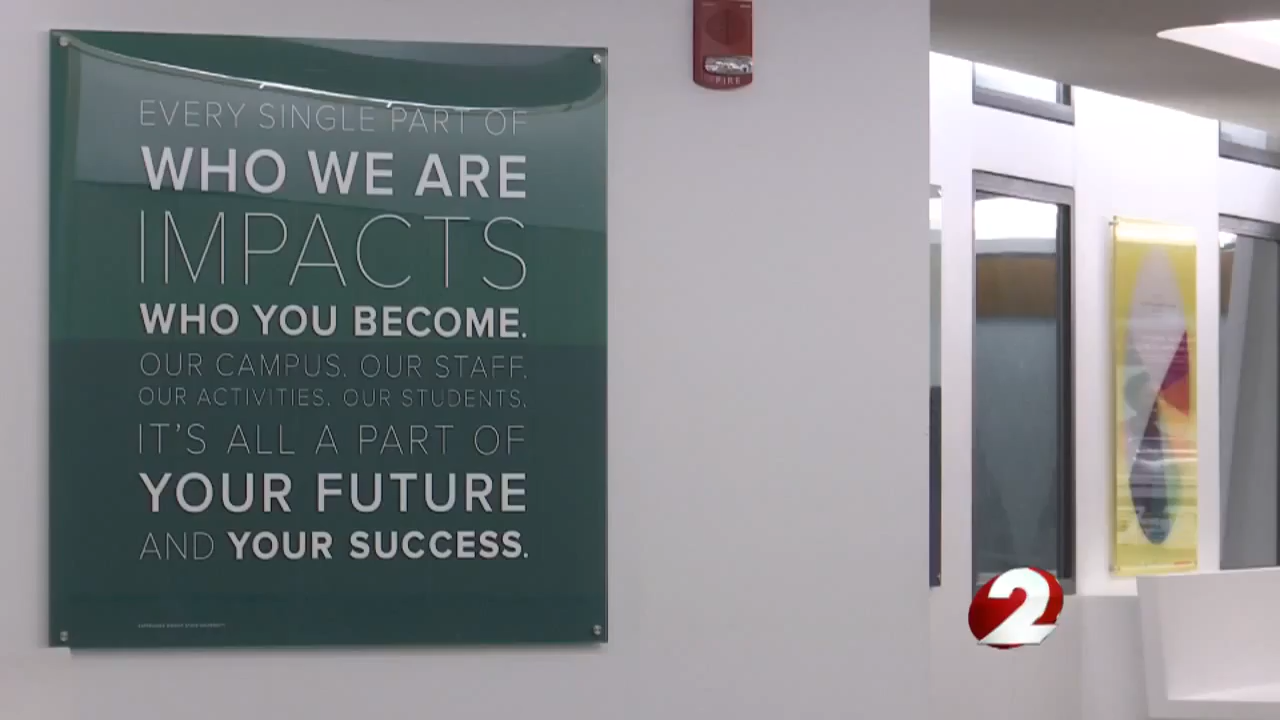 EVERY SINGLE PART OF
WHO WE ARE
IMPACTS
WHO YOU BECOME.
OUR CAMPUS. OUR STAFF.
OUR ACTIVITIES. OUR STUDENTS.
IT'S ALL A PART OF
YOUR FUTURE
AND YOUR SUCCESS.
FIRE
2